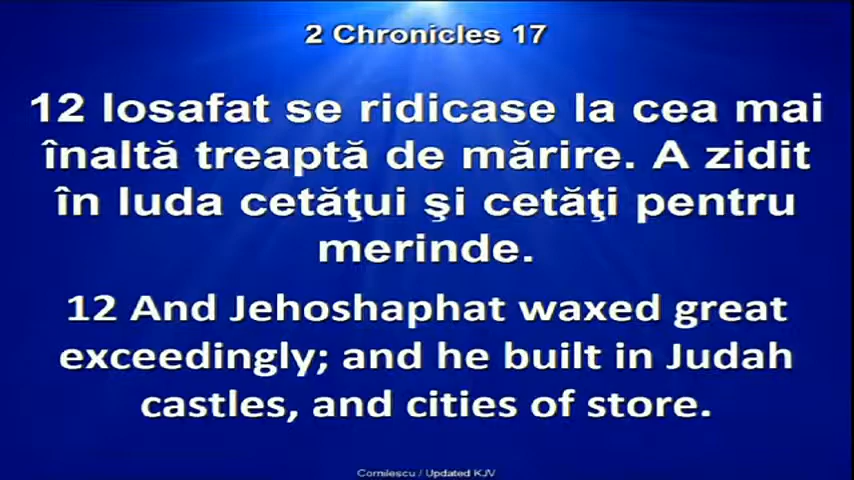 2 Chronicles 17
12 Iosafat se ridicase la cea mai
înaltă treaptă de mărire. A zidit
în Iuda cetăţui şi cetăţi pentru
merinde.
12 And Jehoshaphat waxed great
exceedingly; and he built in Judah
castles, and cities of store.
Cornilescu / Updated KJV